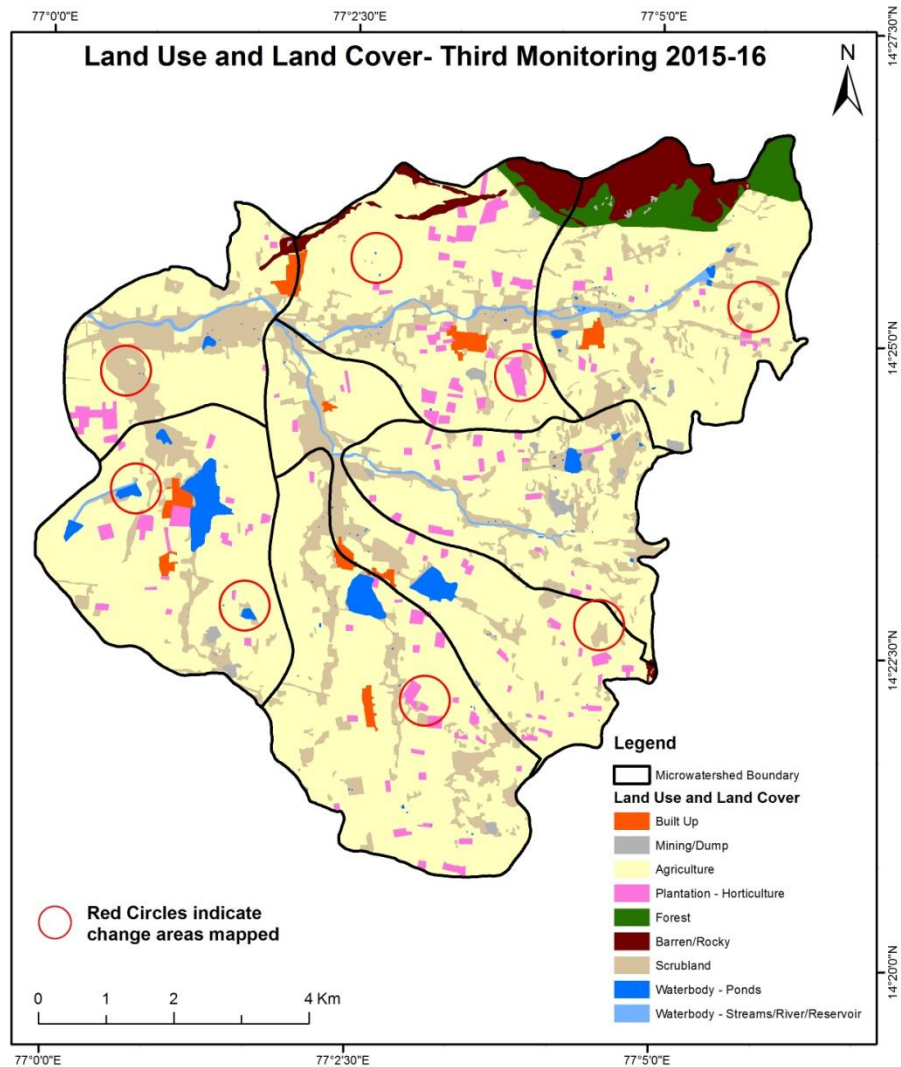 77°0'0"E 77°2'30"E 77°5'0"E
14°27'30"N
Land Use and Land Cover- Third Monitoring 2015-16
N
14°25'0"N
14°22'30"N
Legend
Microwatershed Boundary
Land Use and Land Cover
Built Up
Mining/Dump
Agriculture
Plantation - Horticulture
Forest
Barren/Rocky
Scrubland
Waterbody - Ponds
Waterbody - Streams/River/Reservoir
Red Circles indicate
change areas mapped
14°20'0"N
0 1 2 4 Km
77°0'0"E 77°2'30"E 77°5'0"E